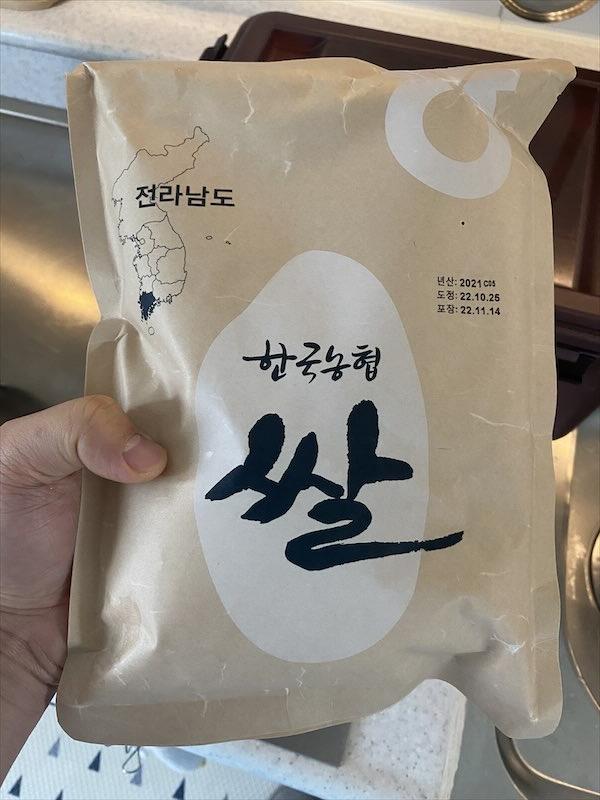 전라남도
년산: 2021 C05
도정: 22.10.25
포장: 22.11.14
한국농협
쌀